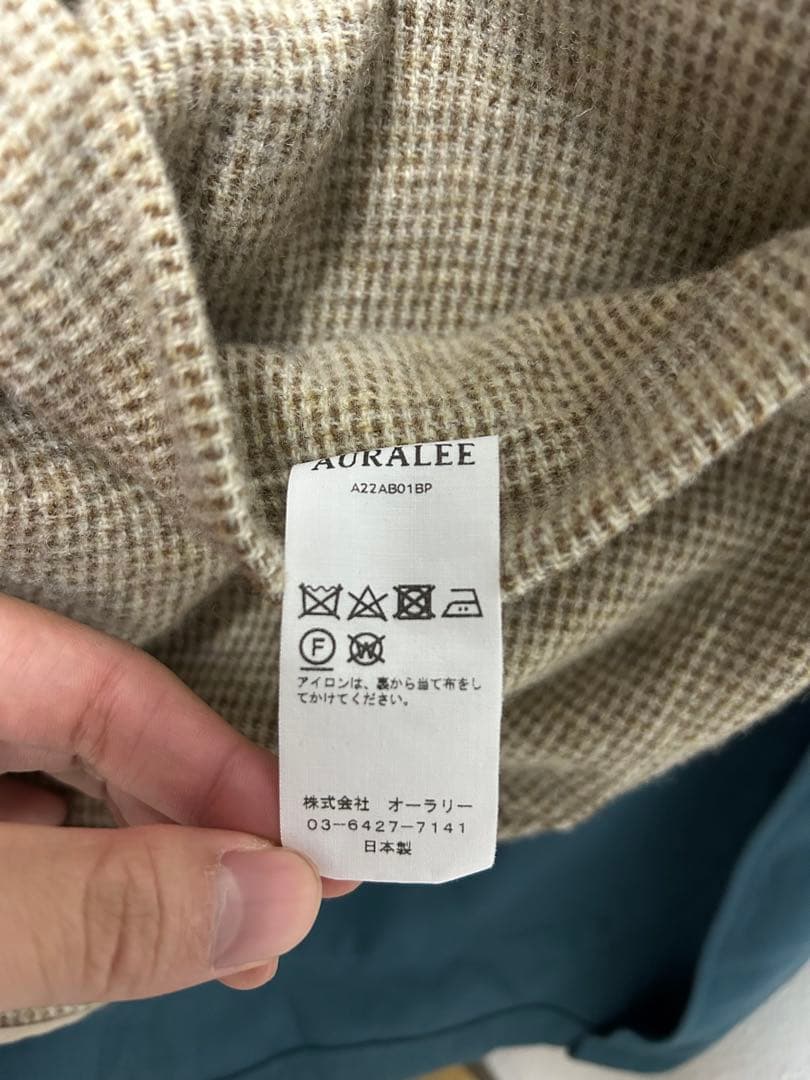 AURALEE
A22AB01BP
F W
アイロンは、裏から当て布をし
てかけてください。
株式会社 オーラリー
03-6427-7141
日本製